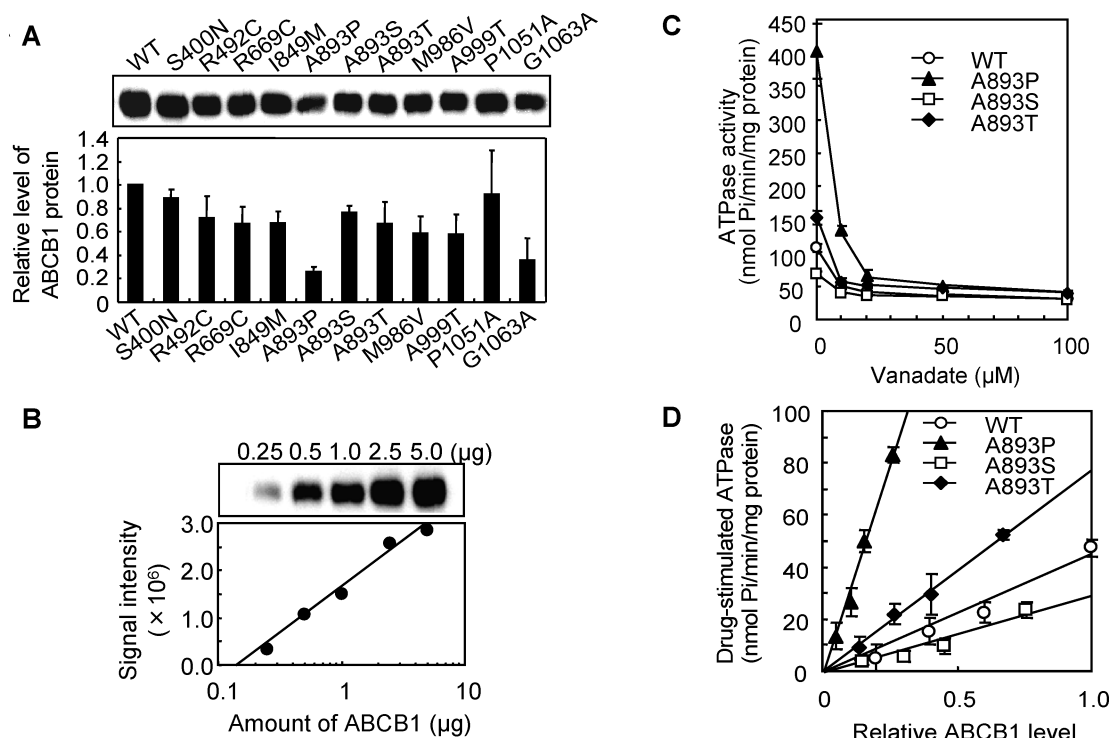 A
WT S400N R492C R669C I849M A893P A893S A893T M986V A999T P1051A G1063A
Relative level of
ABCB1 protein
1.4
1.2
1.0
0.8
0.6
0.4
0.2
0
WT S400N R492C R669C I849M A893P A893S A893T M986V A999T P1051A G1063A
B
0.25 0.5 1.0 2.5 5.0 (µg)
Signal intensity
(×10⁶)
3.0
2.0
1.0
0.0
0.1 1 10
Amount of ABCB1 (µg)
C
ATPase activity
(nmol Pi/min/mg protein)
450
400
350
300
250
200
150
100
50
0
WT
A893P
A893S
A893T
0 50 100
Vanadate (µM)
D
Drug-stimulated ATPase
(nmol Pi/min/mg protein)
100
80
60
40
20
0
WT
A893P
A893S
A893T
0 0.5 1.0
Relative ABCB1 level